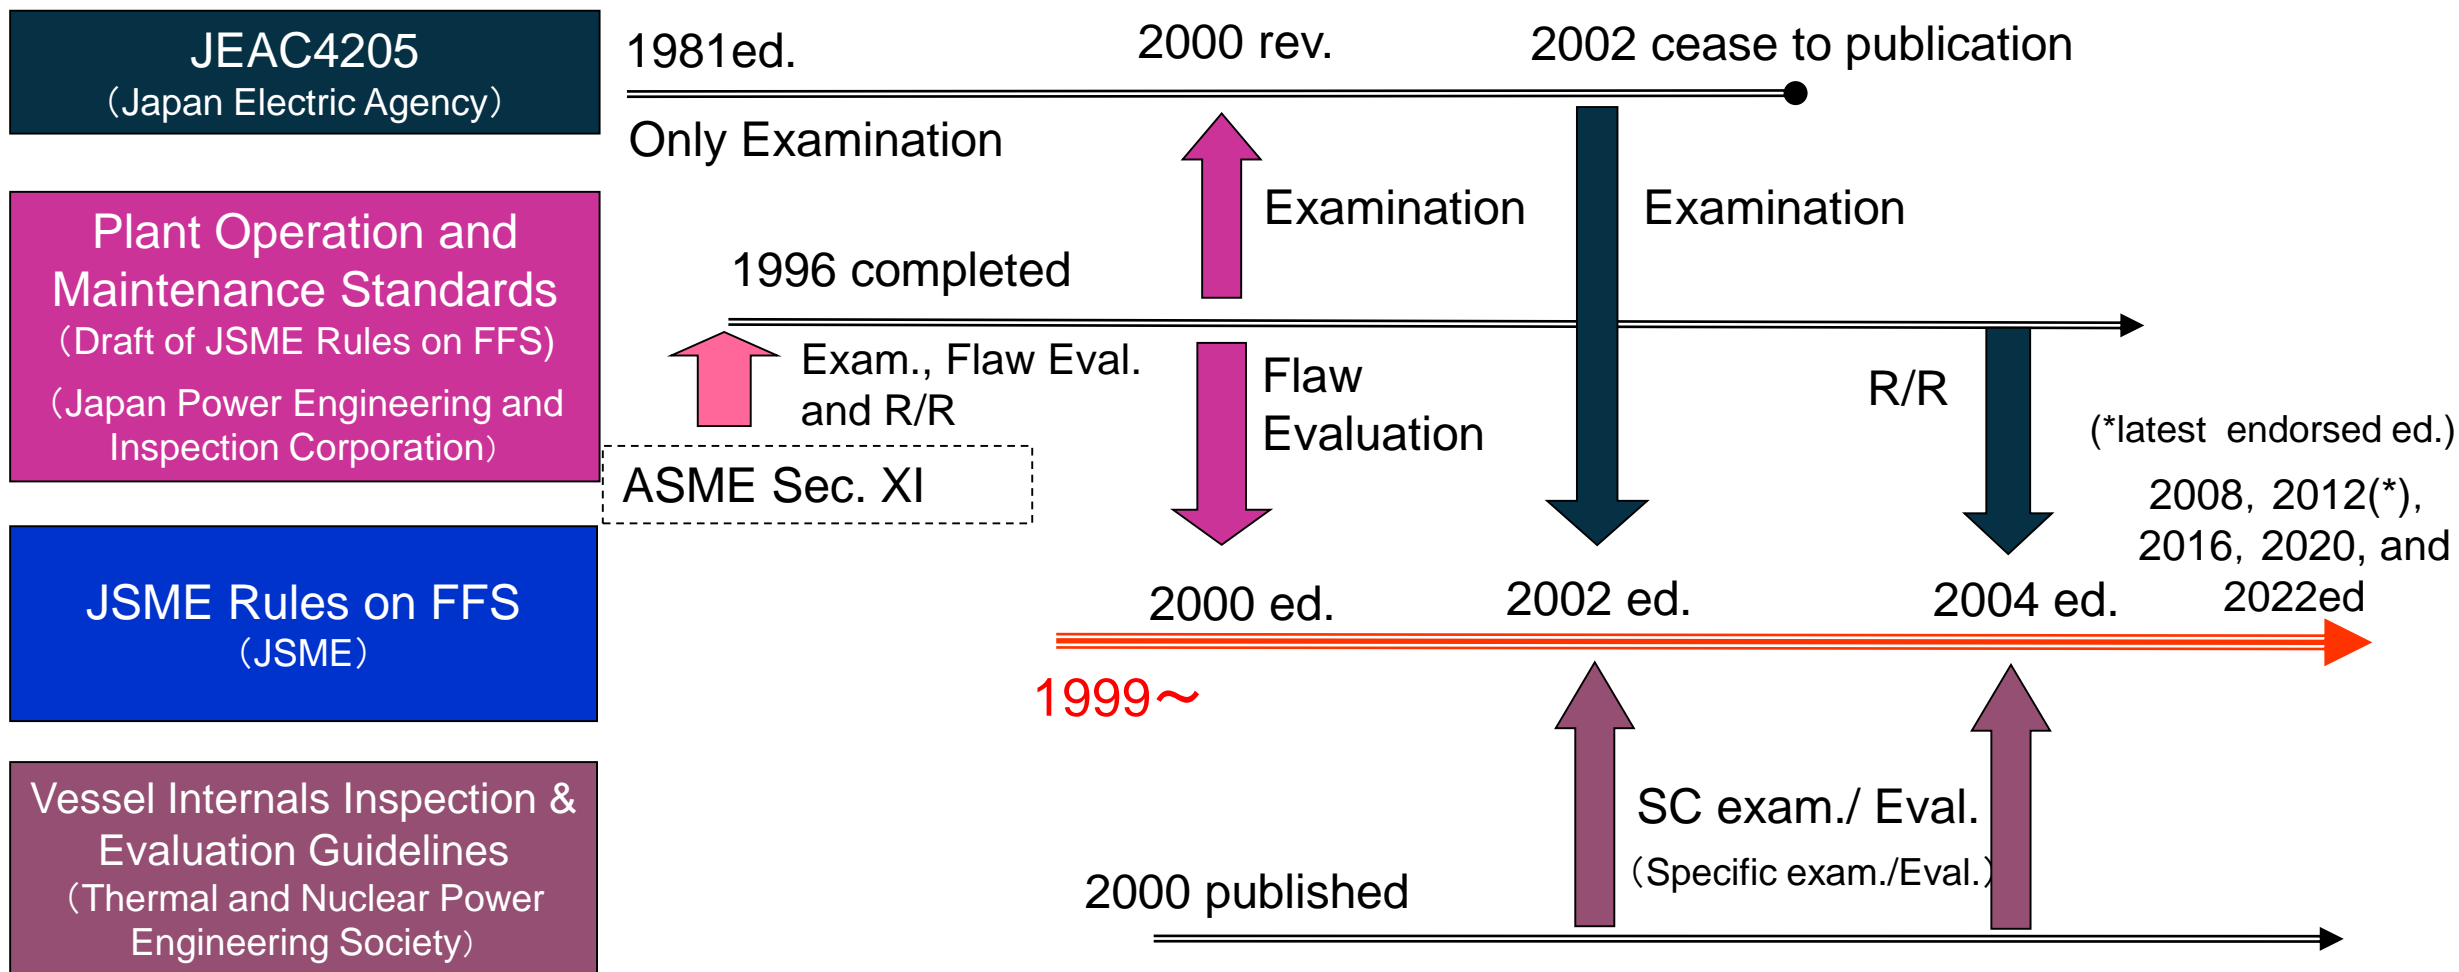 JEAC4205
（Japan Electric Agency）
1981ed.
2000 rev.
2002 cease to publication
Only Examination
Plant Operation and
Maintenance Standards
（Draft of JSME Rules on FFS)
（Japan Power Engineering and
Inspection Corporation）
Examination
Examination
1996 completed
Exam., Flaw Eval.
and R/R
Flaw
Evaluation
R/R
ASME Sec. XI
(*latest endorsed ed.)
2008, 2012(*),
2016, 2020, and
2022ed
JSME Rules on FFS
（JSME）
2000 ed.
2002 ed.
2004 ed.
1999～
Vessel Internals Inspection &
Evaluation Guidelines
（Thermal and Nuclear Power
Engineering Society）
SC exam./ Eval.
（Specific exam./Eval.）
2000 published